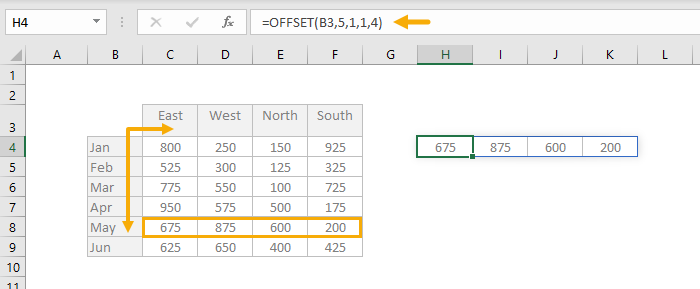 H4 fx =OFFSET(B3,5,1,1,4)
A B C D E F G H I J K L
1
2
3 East West North South
4 Jan 800 250 150 925 675 875 600 200
5 Feb 525 300 125 325
6 Mar 775 550 100 725
7 Apr 950 575 500 175
8 May 675 875 600 200
9 Jun 625 650 400 425
10
11